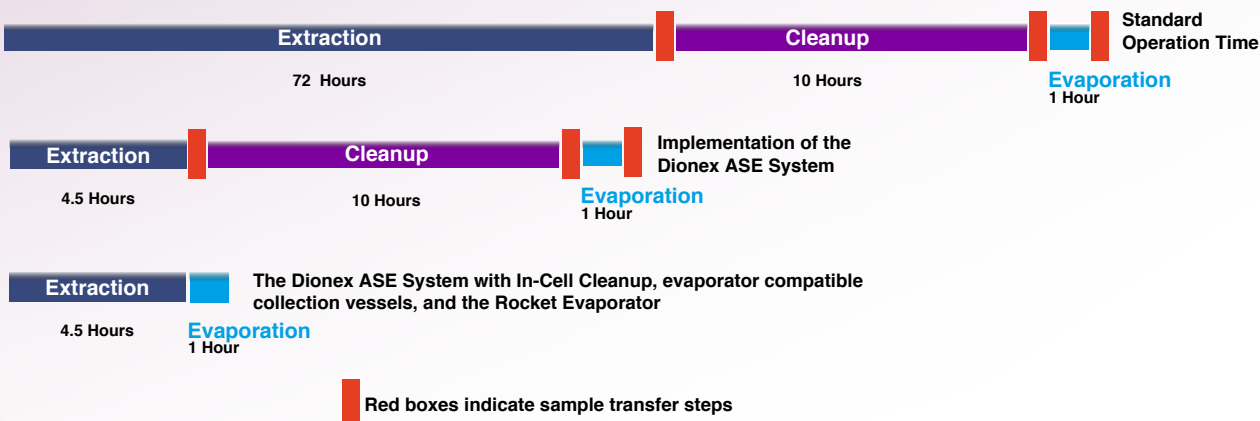 Extraction
Cleanup
Standard
Operation Time
72 Hours
10 Hours
Evaporation
1 Hour
Extraction
Cleanup
Implementation of the
Dionex ASE System
4.5 Hours
10 Hours
Evaporation
1 Hour
Extraction
The Dionex ASE System with In-Cell Cleanup, evaporator compatible
collection vessels, and the Rocket Evaporator
4.5 Hours
Evaporation
1 Hour
Red boxes indicate sample transfer steps